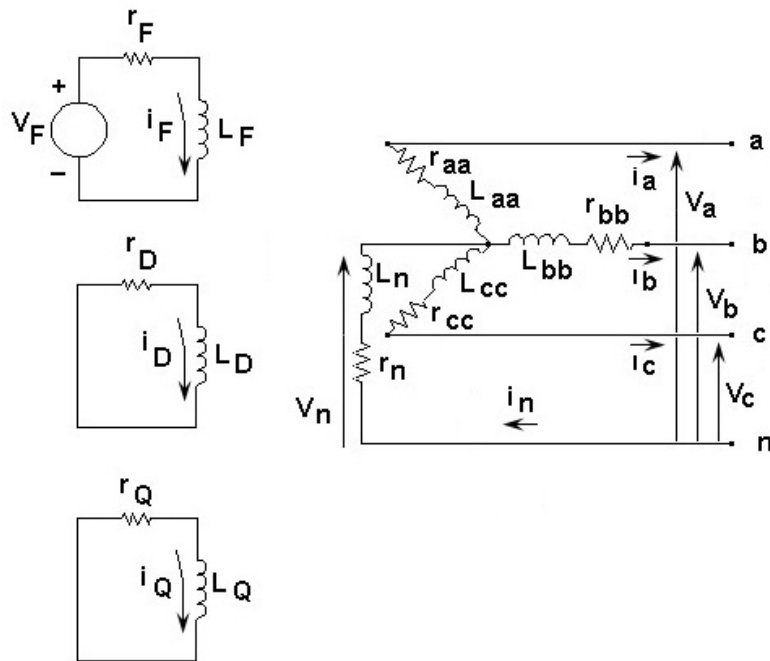 r_F
+
V_F
−
i_F
L_F
r_D
i_D
L_D
r_Q
i_Q
L_Q
r_aa
L_aa
r_bb
L_bb
L_n
L_cc
r_cc
r_n
V_n
i_n
i_a
i_b
i_c
a
V_a
b
V_b
c
V_c
n